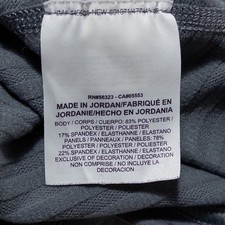 RN#56323 - CA#05553
MADE IN JORDAN/FABRIQUÉ EN
JORDANIE/HECHO EN JORDANIA
BODY / CORPS / CUERPO: 83% POLYESTER
POLYESTER / POLIESTER
17% SPANDEX / ELASTHANNE / ELASTANO
PANELS / PANNEAUX / PANELES: 78%
POLYESTER / POLYESTER / POLIESTER
22% SPANDEX / ELASTHANNE / ELASTANO
EXCLUSIVE OF DECORATION / DECORATION
NON COMPRISE / NO INCLUYE LA
DECORACION